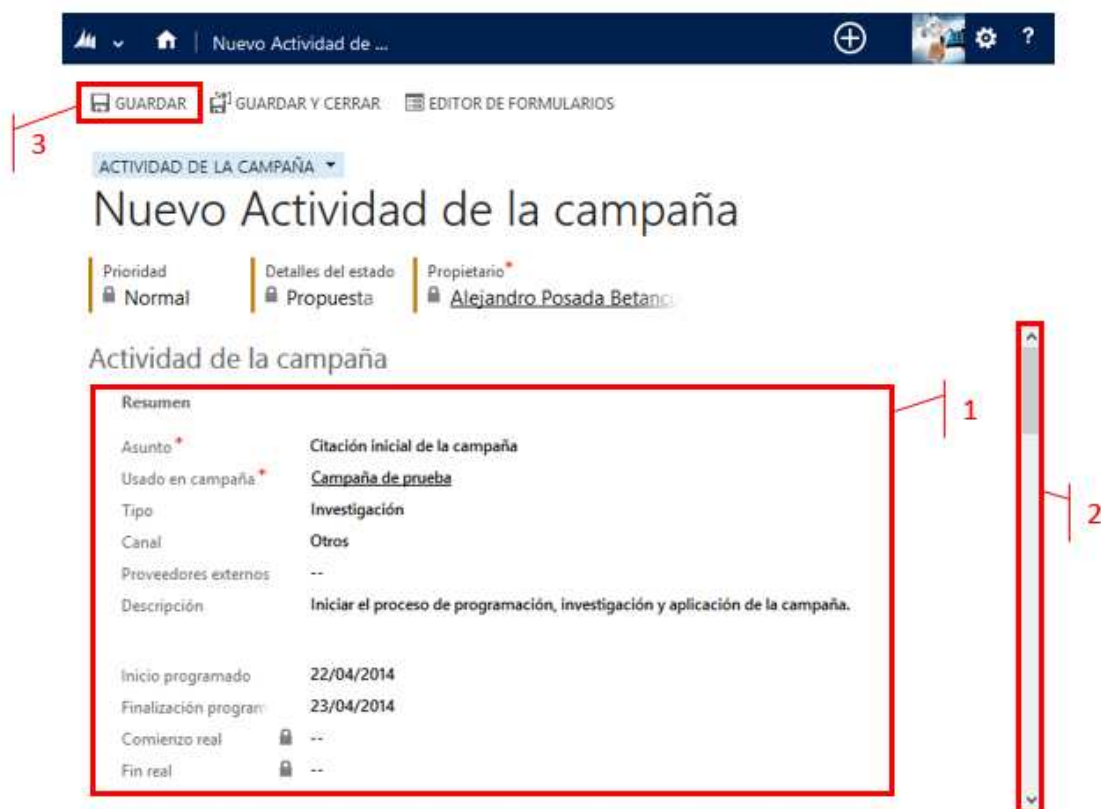 Nuevo Actividad de ...
?
GUARDAR GUARDAR Y CERRAR EDITOR DE FORMULARIOS
3
ACTIVIDAD DE LA CAMPAÑA
Nuevo Actividad de la campaña
Prioridad Detalles del estado Propietario*
Normal Propuesta Alejandro Posada
Actividad de la campaña
1
Resumen
Asunto* Citación inicial de la campaña
Usado en campaña* Campaña de prueba
Tipo Investigación
2
Canal Otros
Proveedores externos --
Descripción Iniciar el proceso de programación, investigación y aplicación de la campaña.
Inicio programado 22/04/2014
Finalización 23/04/2014
Comienzo real --
Fin real --